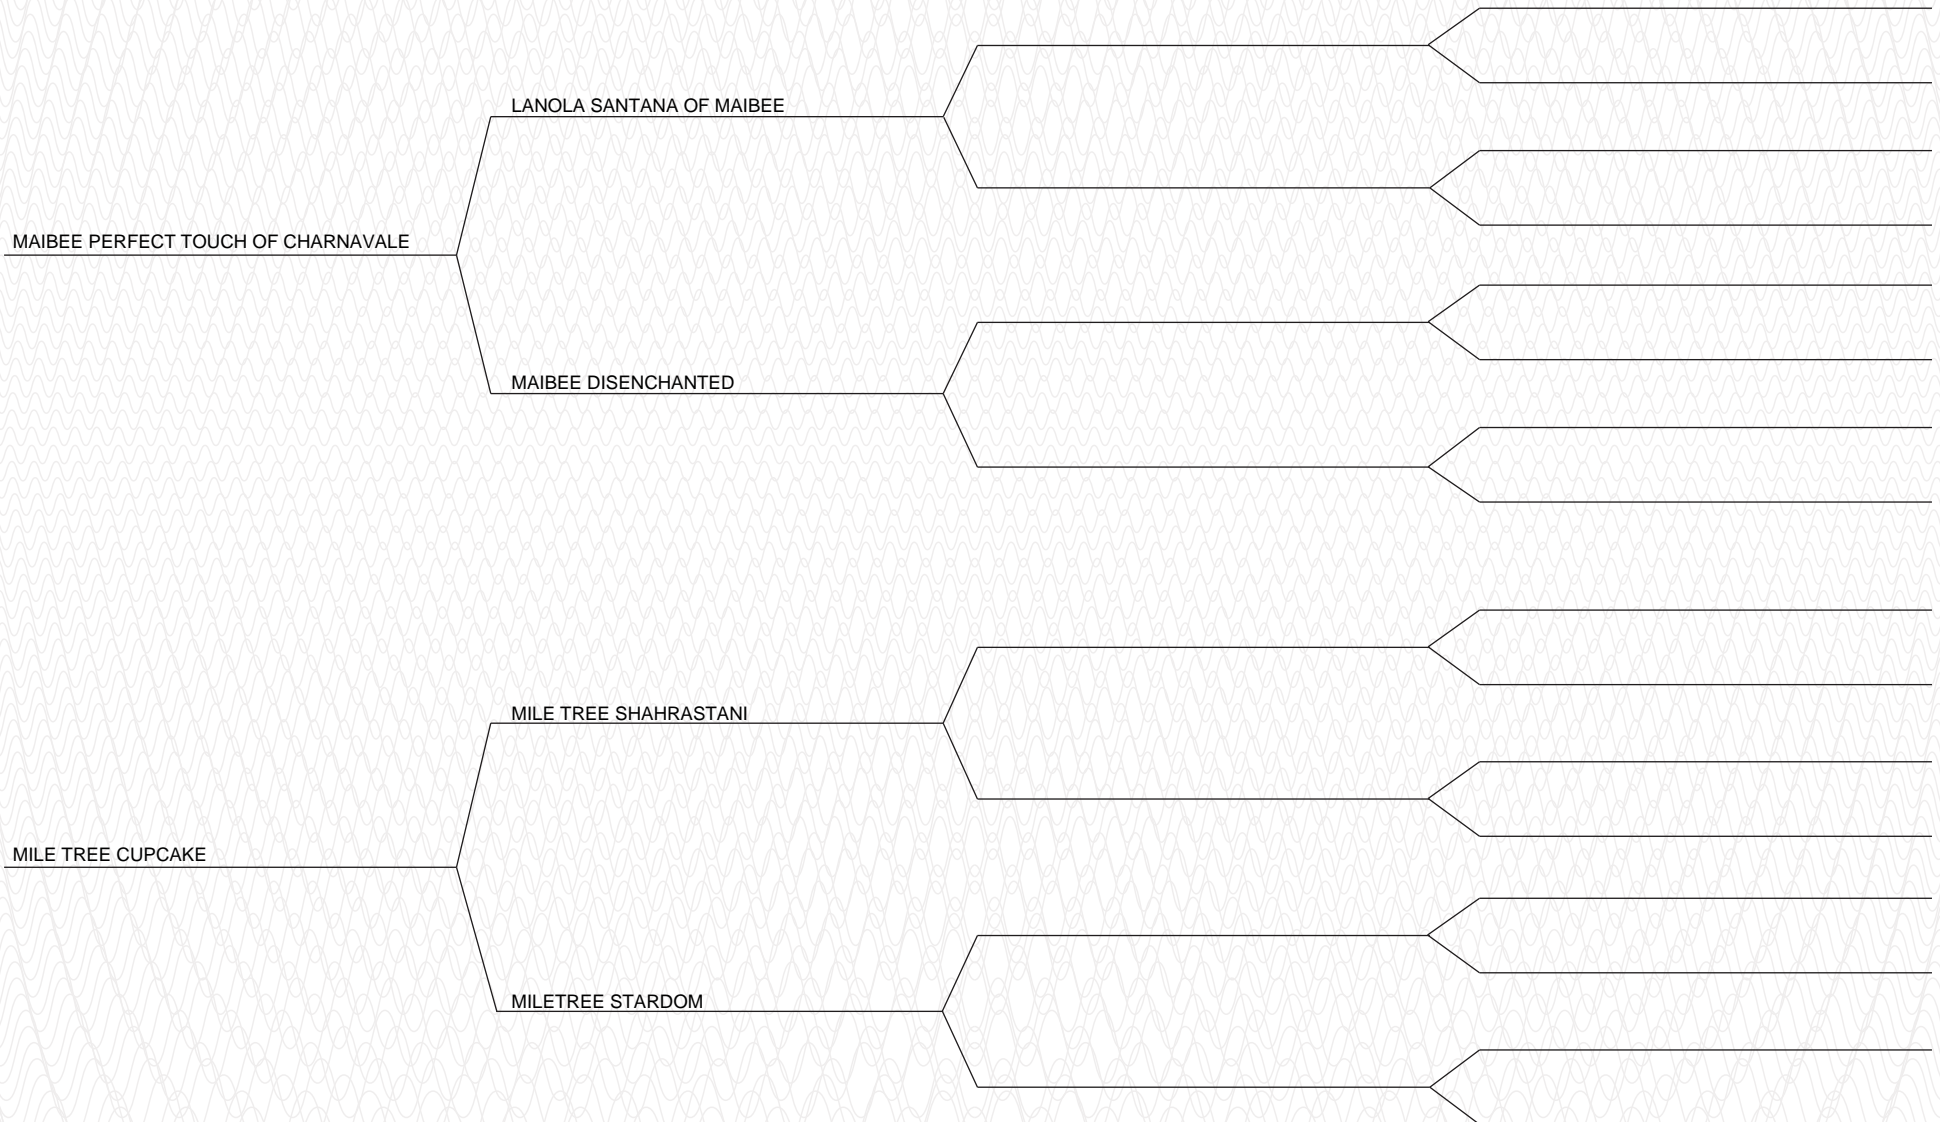 LANOLA SANTANA OF MAIBEE
MAIBEE PERFECT TOUCH OF CHARNAVALE
MAIBEE DISENCHANTED
MILE TREE SHAHRASTANI
MILE TREE CUPCAKE
MILETREE STARDOM